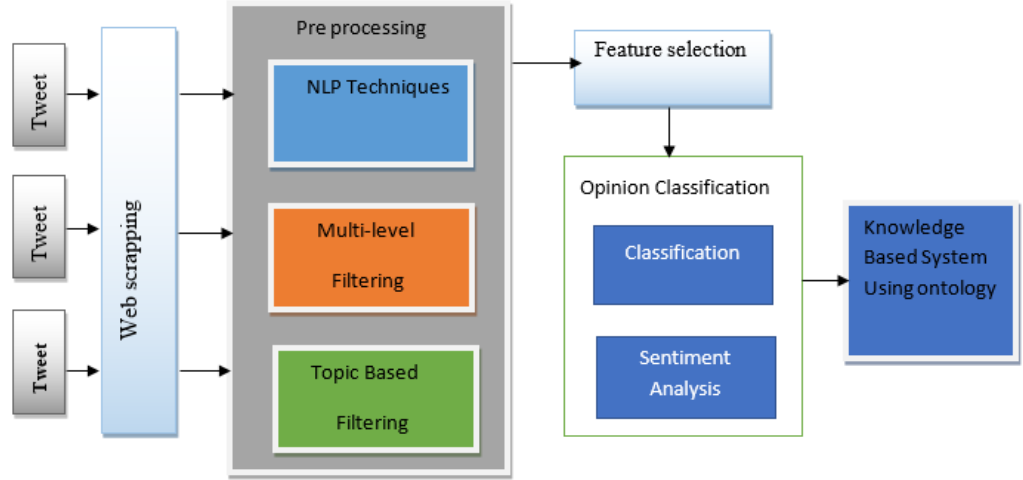 Tweet
Tweet
Tweet
Web scrapping
Pre processing
NLP Techniques
Multi-level
Filtering
Topic Based
Filtering
Feature selection
Opinion Classification
Classification
Sentiment
Analysis
Knowledge
Based System
Using ontology